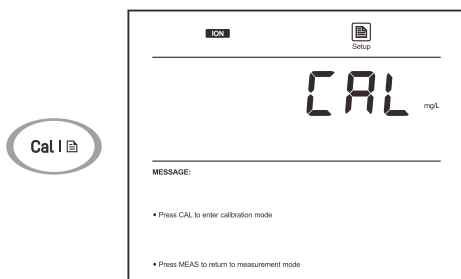 ION
Setup
CAL
mg/L
Cal |
MESSAGE:
• Press CAL to enter calibration mode
• Press MEAS to return to measurement mode